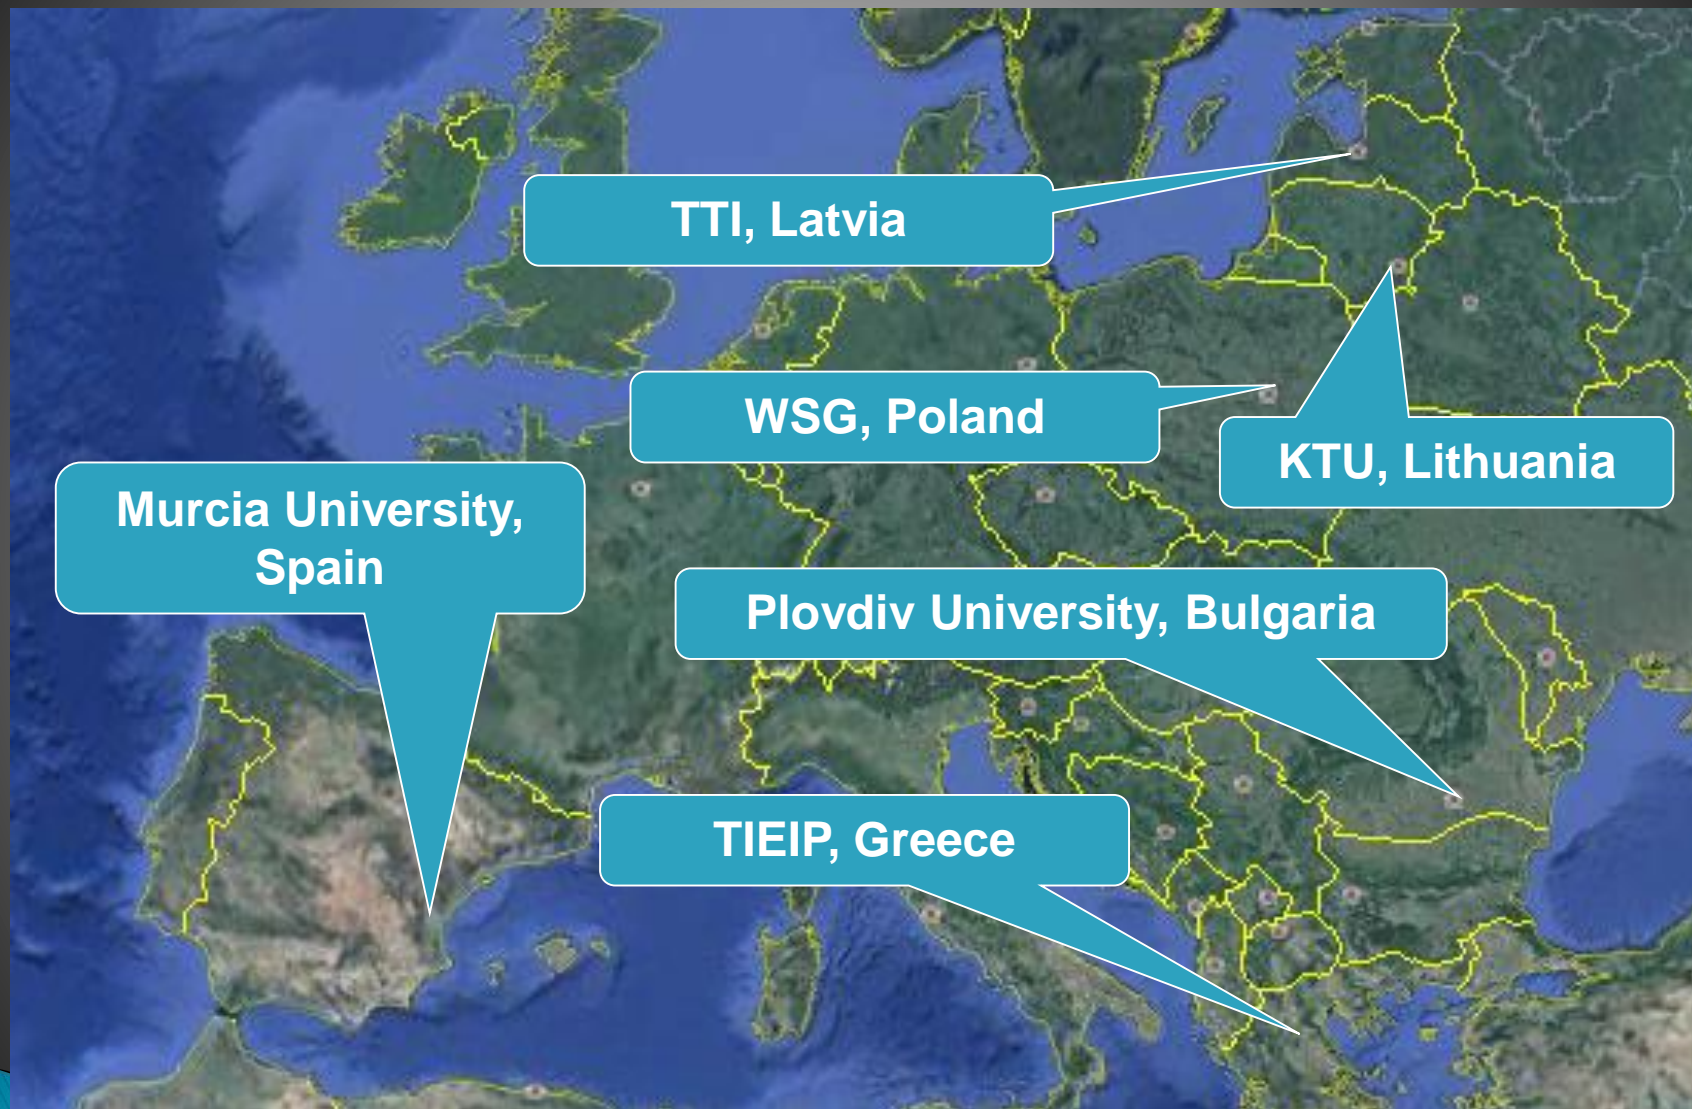 TTI, Latvia
WSG, Poland
KTU, Lithuania
Murcia University,
Spain
Plovdiv University, Bulgaria
TIEIP, Greece